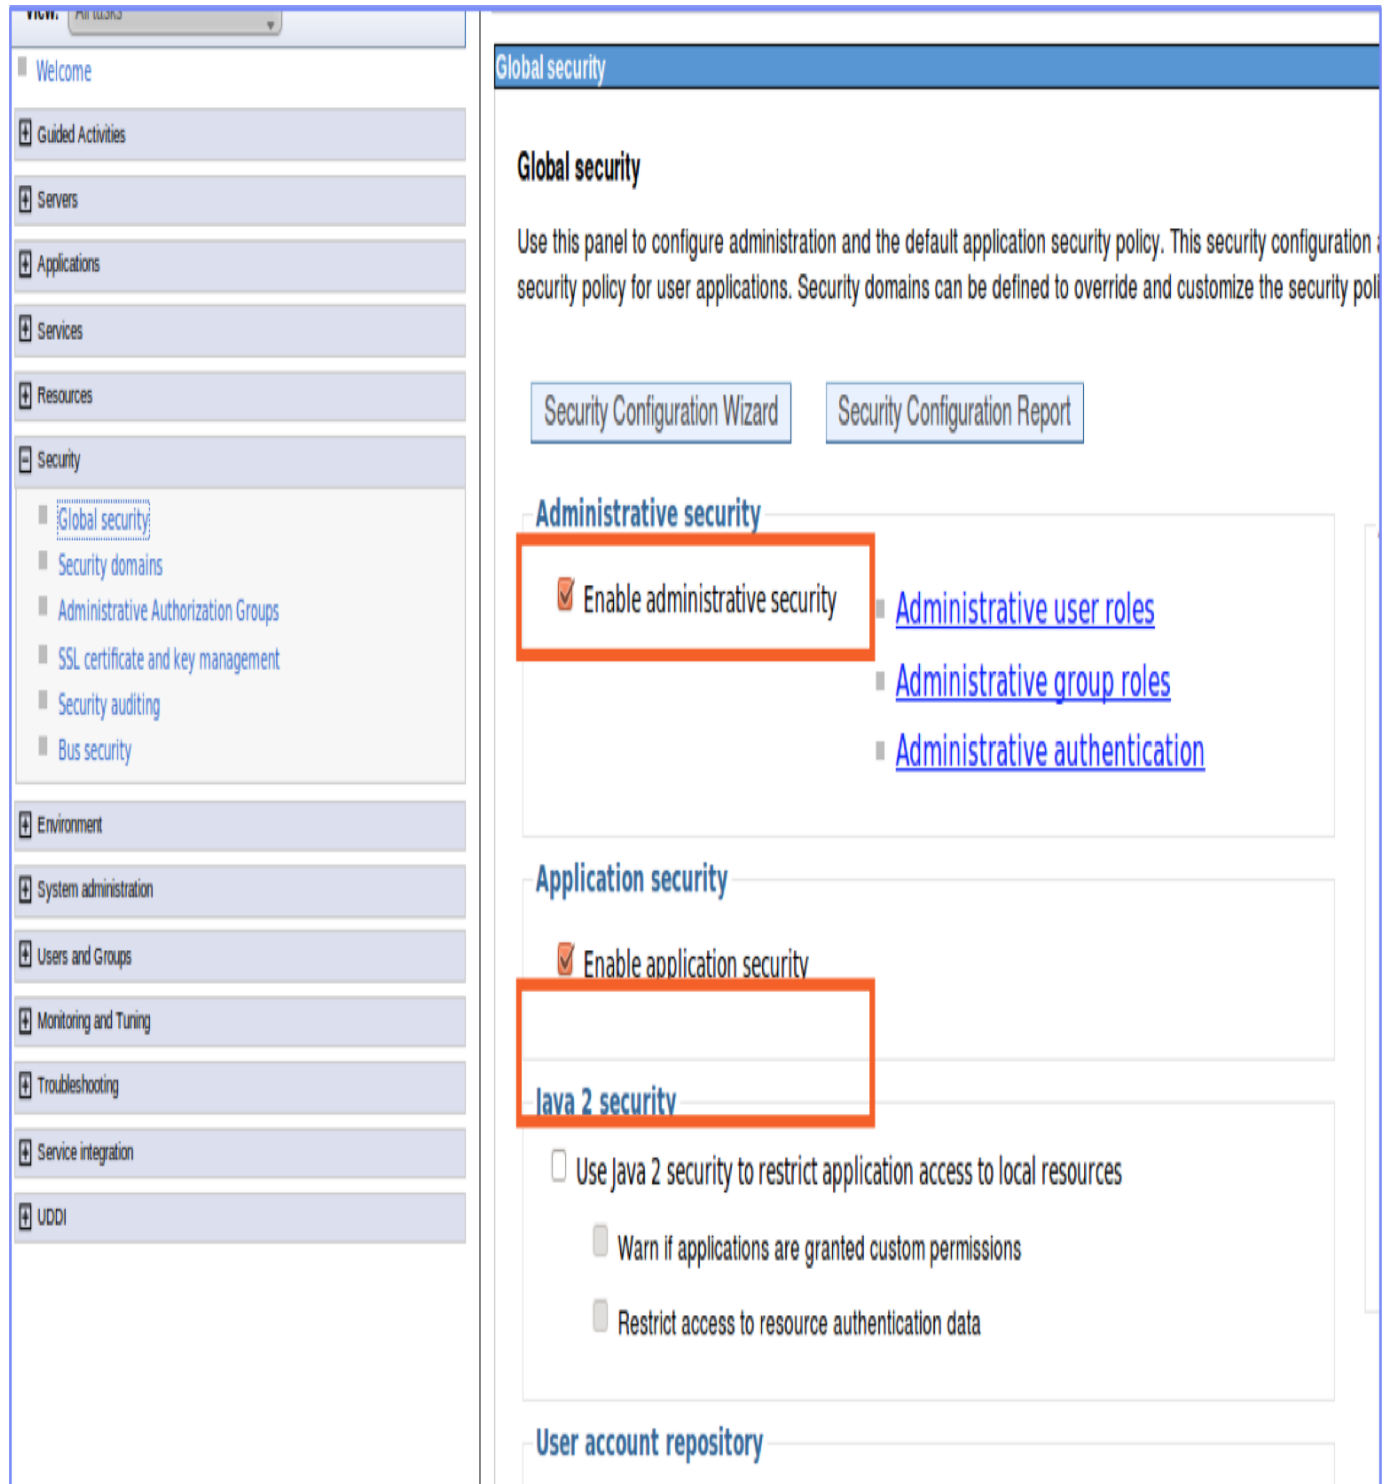 View: All tasks
Welcome
Guided Activities
Servers
Applications
Services
Resources
Security
Global security
Security domains
Administrative Authorization Groups
SSL certificate and key management
Security auditing
Bus security
Environment
System administration
Users and Groups
Monitoring and Tuning
Troubleshooting
Service integration
UDDI
Global security
Global security
Use this panel to configure administration and the default application security policy. This security configuration
security policy for user applications. Security domains can be defined to override and customize the security poli
Security Configuration Wizard
Security Configuration Report
Administrative security
Enable administrative security
Administrative user roles
Administrative group roles
Administrative authentication
Application security
Enable application security
Java 2 security
Use Java 2 security to restrict application access to local resources
Warn if applications are granted custom permissions
Restrict access to resource authentication data
User account repository